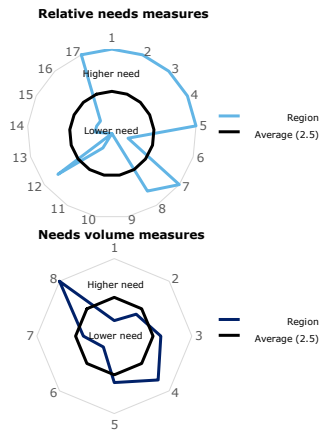 Relative needs measures
1
17 2
16 Higher need 3
15 4
14 Lower need 5
13 6
12 7
11 8
10 9
Region
Average (2.5)
Needs volume measures
1
8 Higher need 2
7 Lower need 3
6 4
5
Region
Average (2.5)